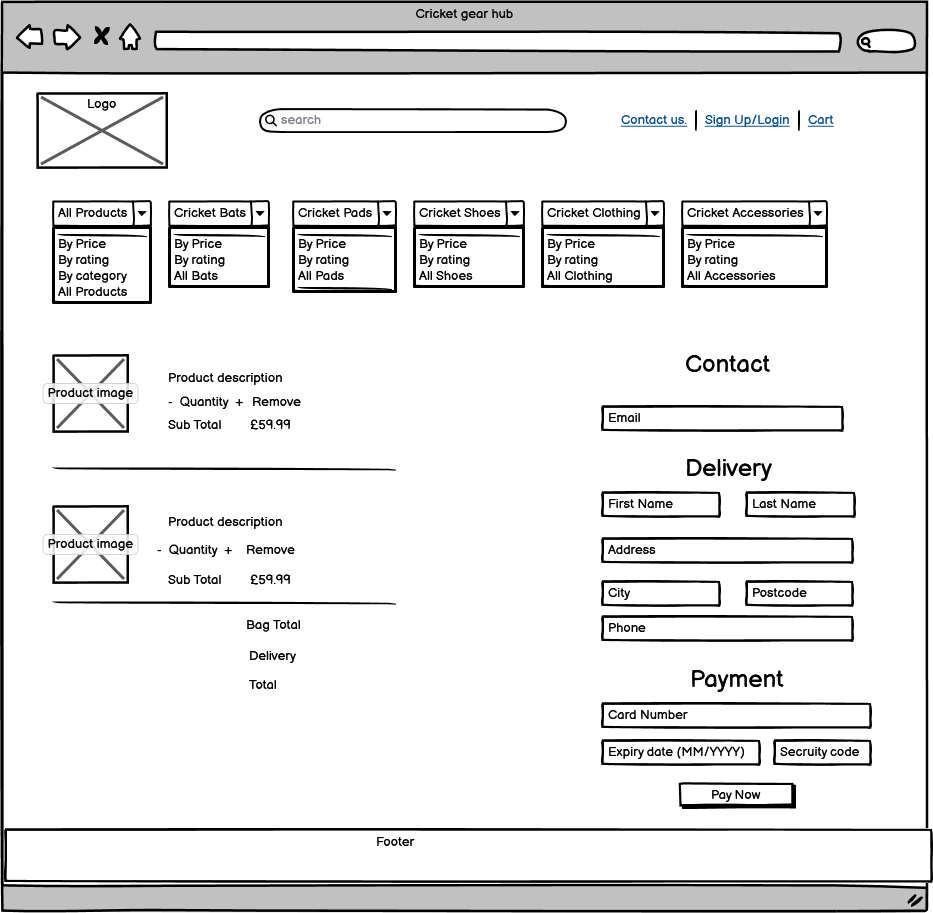 Cricket gear hub
Logo
search
Contact us. Sign Up/Login Cart
All Products Cricket Bats Cricket Pads Cricket Shoes Cricket Clothing Cricket Accessories
By Price By Price By Price By Price By Price By Price
By rating By rating By rating By rating By rating By rating
By category All Bats All Pads All Shoes All Clothing All Accessories
All Products
Product image
Product description
- Quantity + Remove
Sub Total £59.99
Product image
Product description
- Quantity + Remove
Sub Total £59.99
Bag Total
Delivery
Total
Contact
Email
Delivery
First Name Last Name
Address
City Postcode
Phone
Payment
Card Number
Expiry date (MM/YYYY) Secruity code
Pay Now
Footer